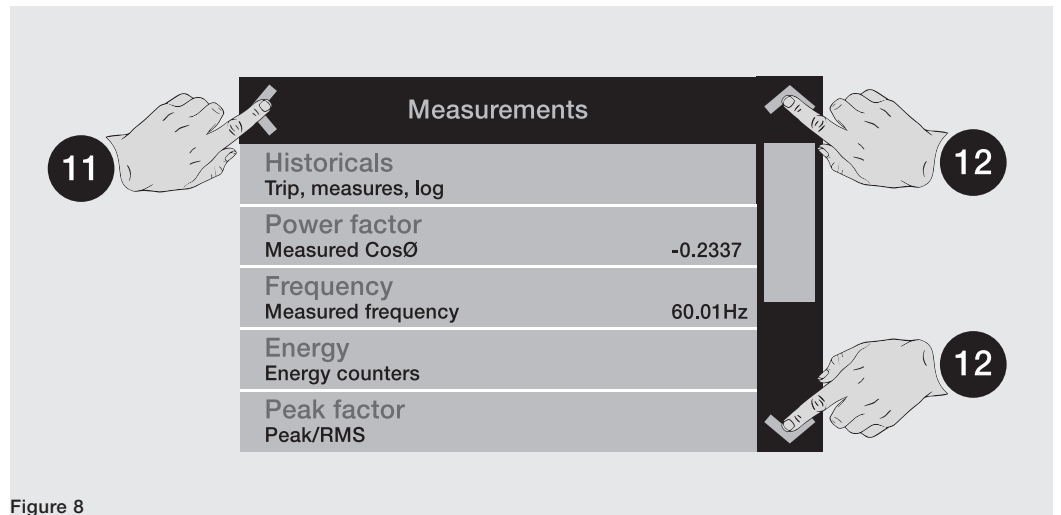 Measurements
11
12
Historicals
Trip, measures, log
Power factor
Measured CosØ -0.2337
Frequency
Measured frequency 60.01Hz
Energy
Energy counters
12
Peak factor
Peak/RMS
Figure 8